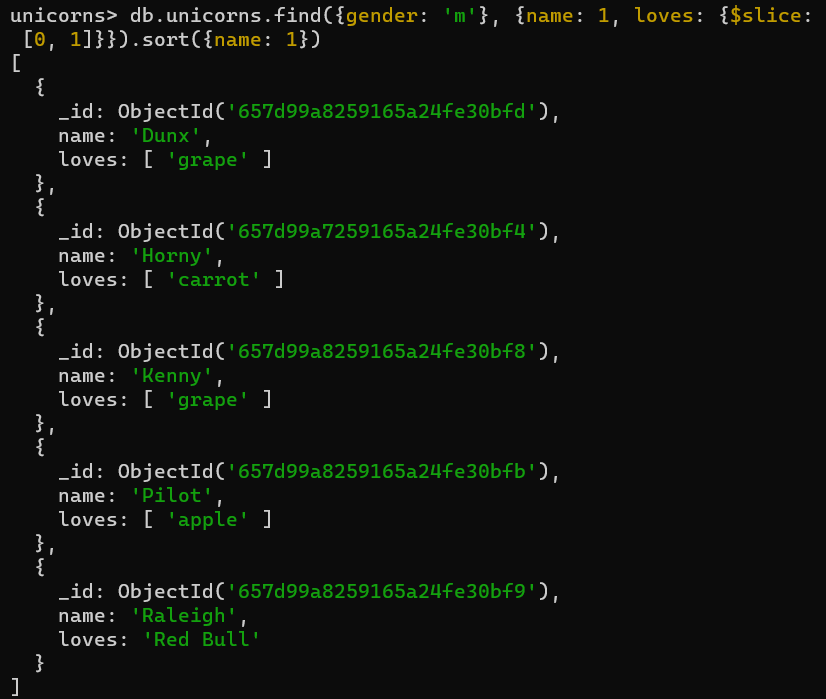 unicorns> db.unicorns.find({gender: 'm'}, {name: 1, loves: {$slice:
 [0, 1]}}).sort({name: 1})
[
  {
    _id: ObjectId('657d99a8259165a24fe30bfd'),
    name: 'Dunx',
    loves: [ 'grape' ]
  },
  {
    _id: ObjectId('657d99a7259165a24fe30bf4'),
    name: 'Horny',
    loves: [ 'carrot' ]
  },
  {
    _id: ObjectId('657d99a8259165a24fe30bf8'),
    name: 'Kenny',
    loves: [ 'grape' ]
  },
  {
    _id: ObjectId('657d99a8259165a24fe30bfb'),
    name: 'Pilot',
    loves: [ 'apple' ]
  },
  {
    _id: ObjectId('657d99a8259165a24fe30bf9'),
    name: 'Raleigh',
    loves: 'Red Bull'
  }
]